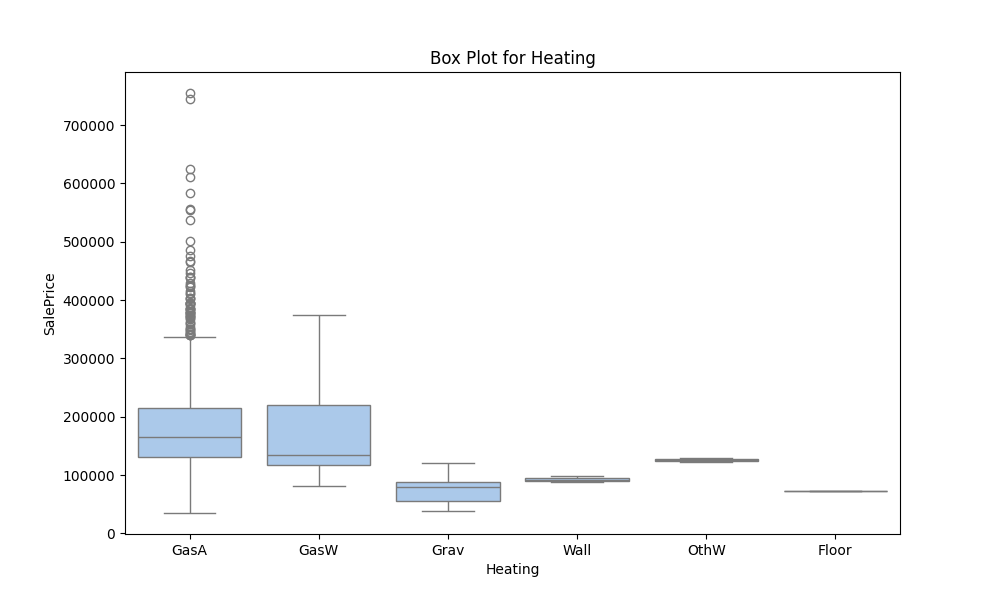 Box Plot for Heating
SalePrice
700000
600000
500000
400000
300000
200000
100000
0
GasA GasW Grav Wall OthW Floor
Heating